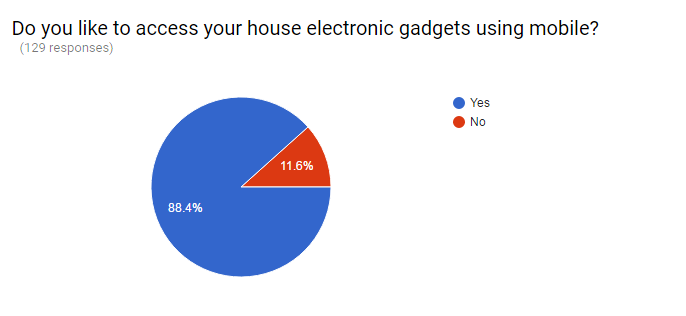 Do you like to access your house electronic gadgets using mobile?
(129 responses)
Yes
No
11.6%
88.4%